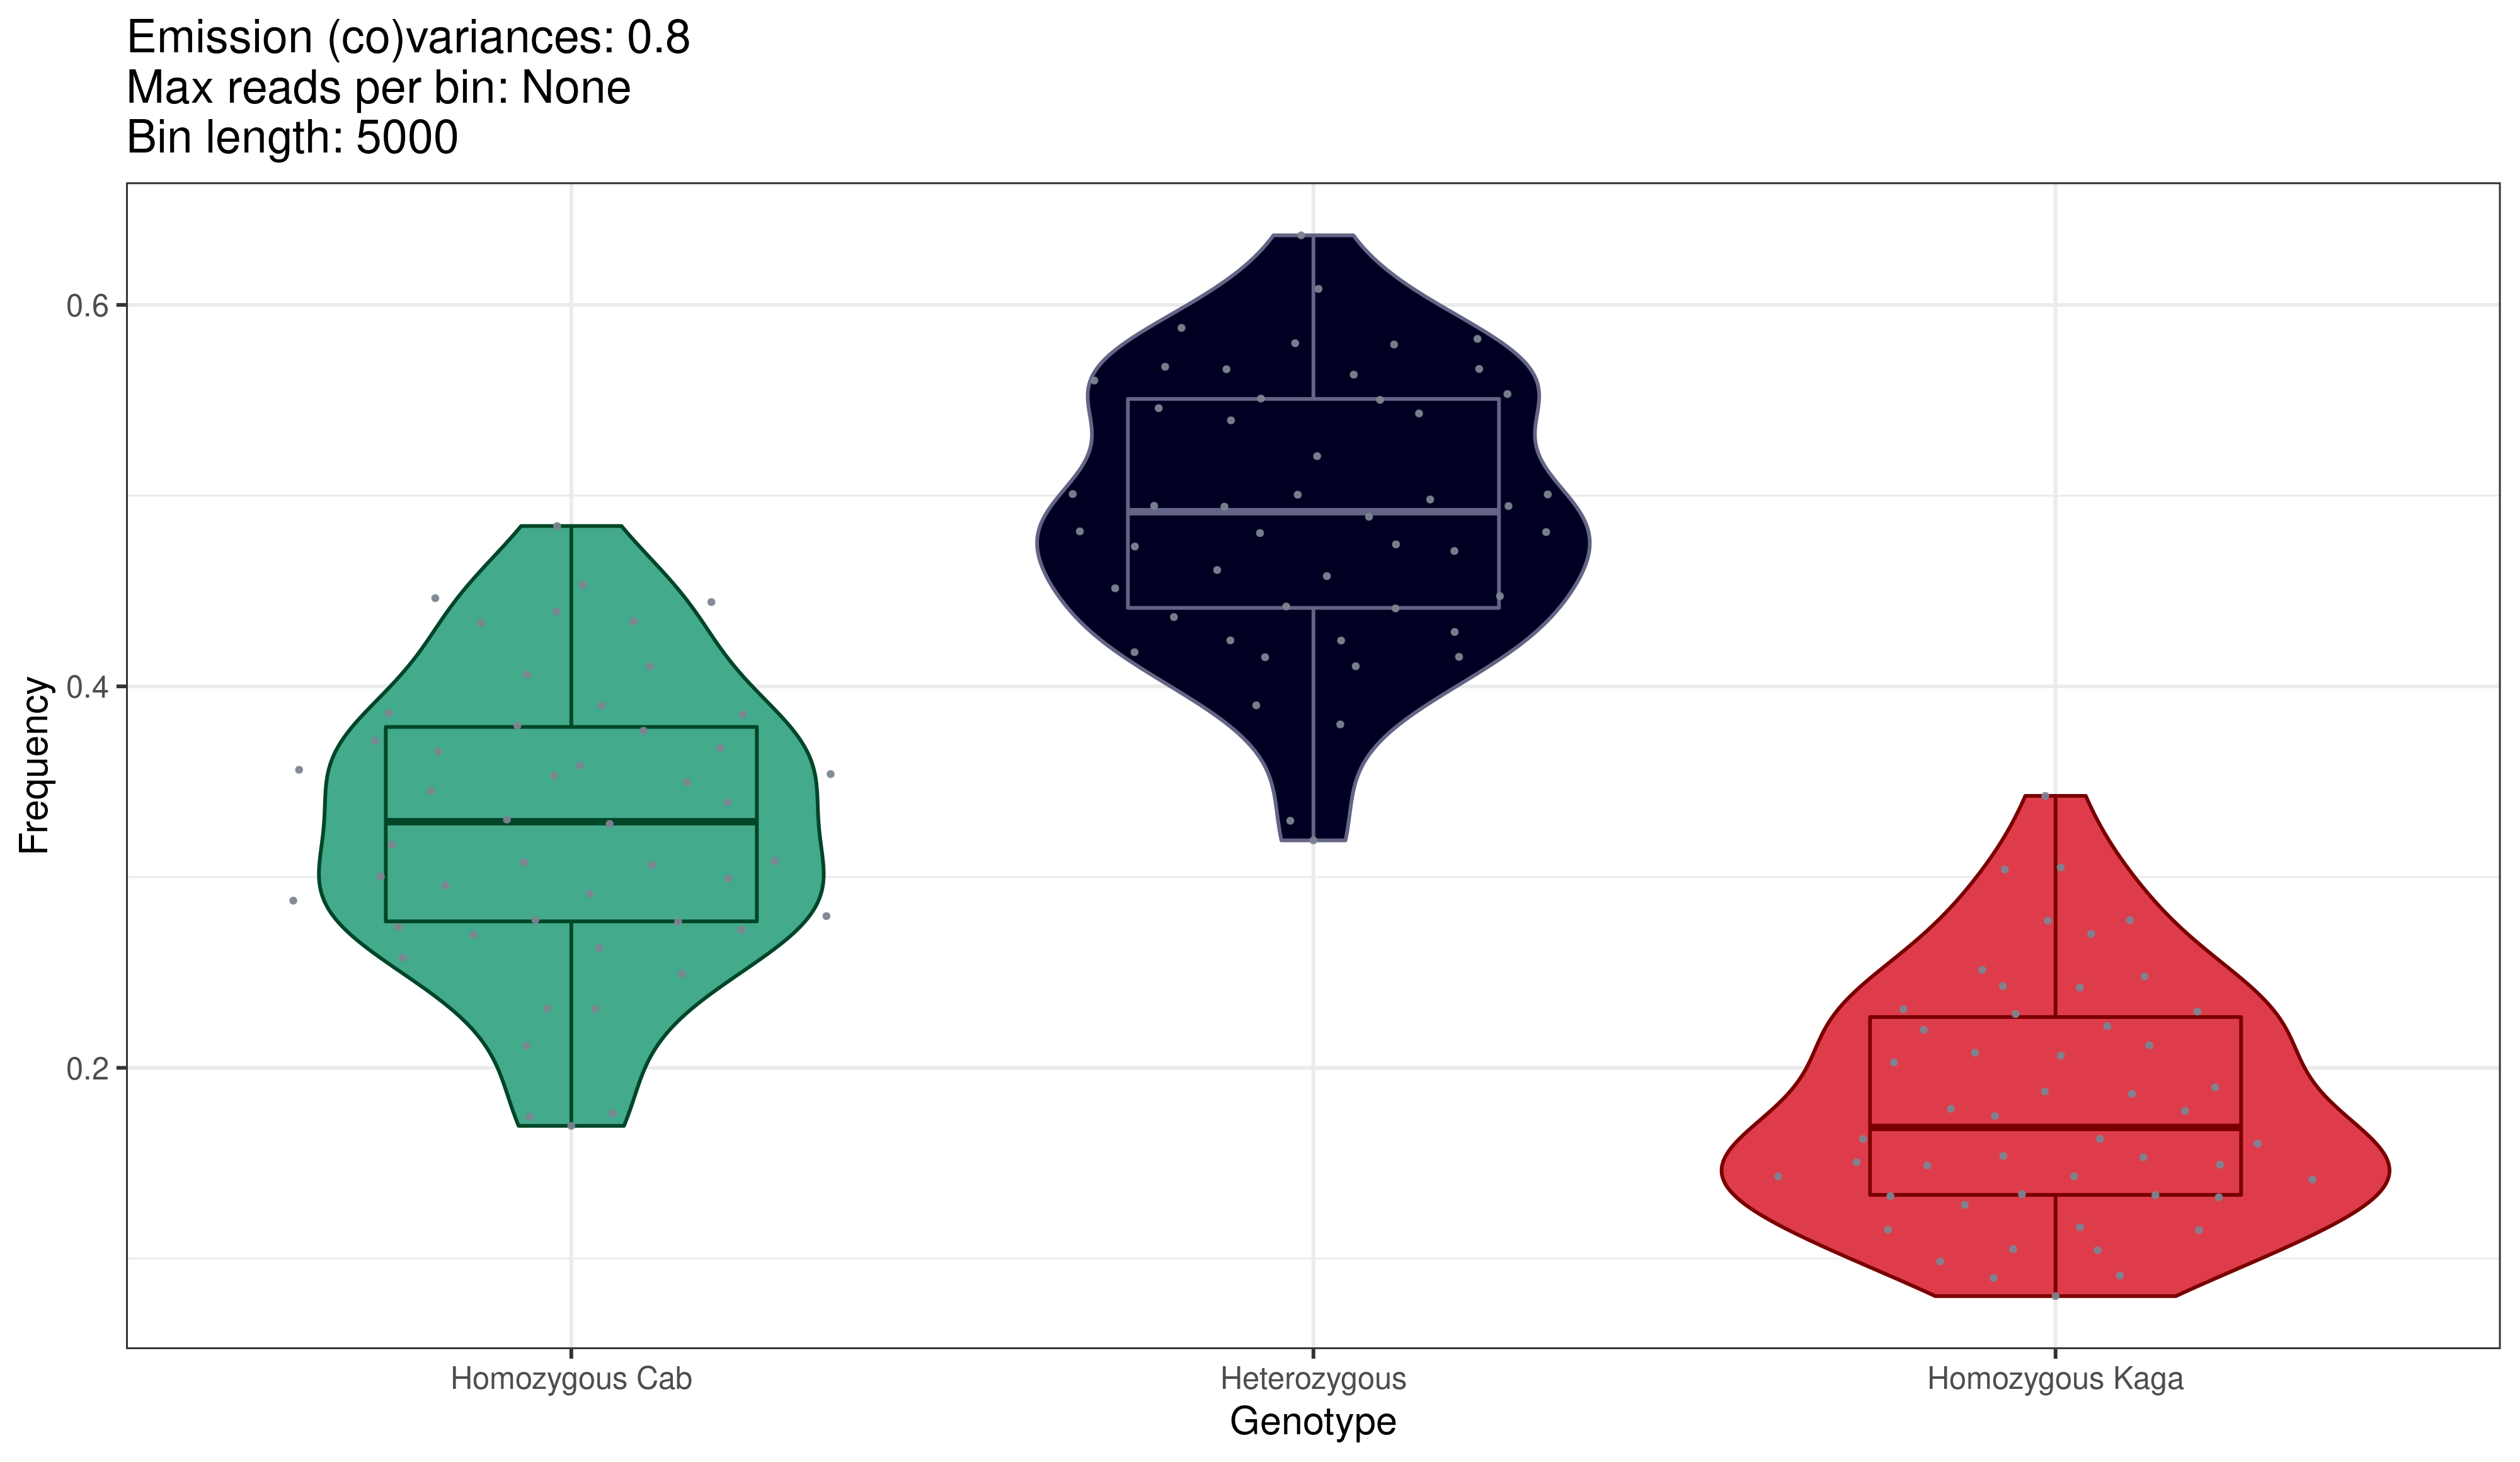 Emission (co)variances: 0.8
Max reads per bin: None
Bin length: 5000
Frequency
0.6
0.4
0.2
Homozygous Cab
Heterozygous
Homozygous Kaga
Genotype